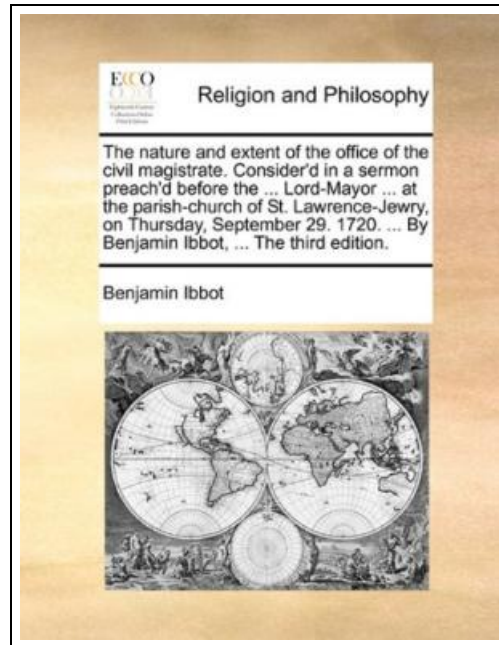 ECCO
Religion and Philosophy
The nature and extent of the office of the
civil magistrate. Consider'd in a sermon
preach'd before the ... Lord-Mayor ... at
the parish-church of St. Lawrence-Jewry,
on Thursday, September 29. 1720. ... By
Benjamin Ibbot, ... The third edition.
Benjamin Ibbot